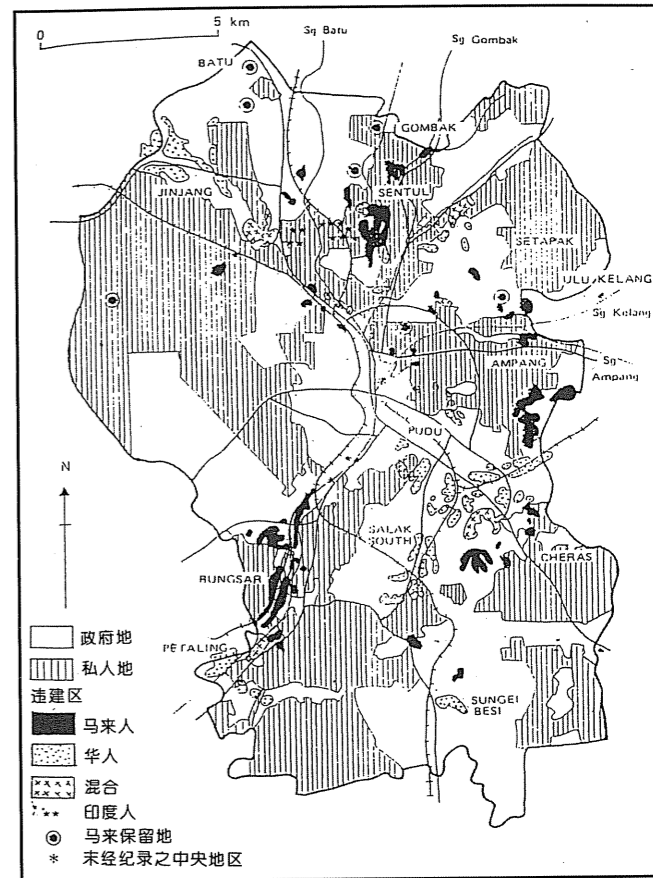 0 5 km
Sg Batu
Sg Gombak
BATU
GOMBAK
JINJANG
SENTUL
SETAPAK
ULU KELANG
Sg Kelang
AMPANG
Sg Ampang
PUDU
N
SALAK SOUTH
CHERAS
BUNGSAR
PETALING
SUNGEI BESI
政府地
私人地
违建区
马来人
华人
混合
印度人
马来保留地
* 末经纪录之中央地区